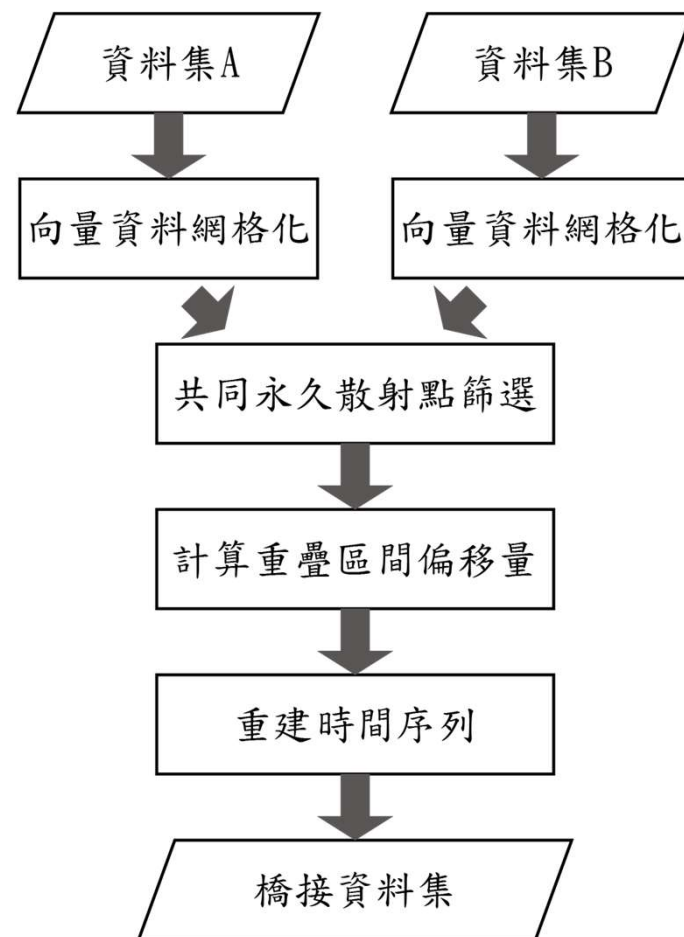 資料集A
資料集B
向量資料網格化
向量資料網格化
共同永久散射點篩選
計算重疊區間偏移量
重建時間序列
橋接資料集